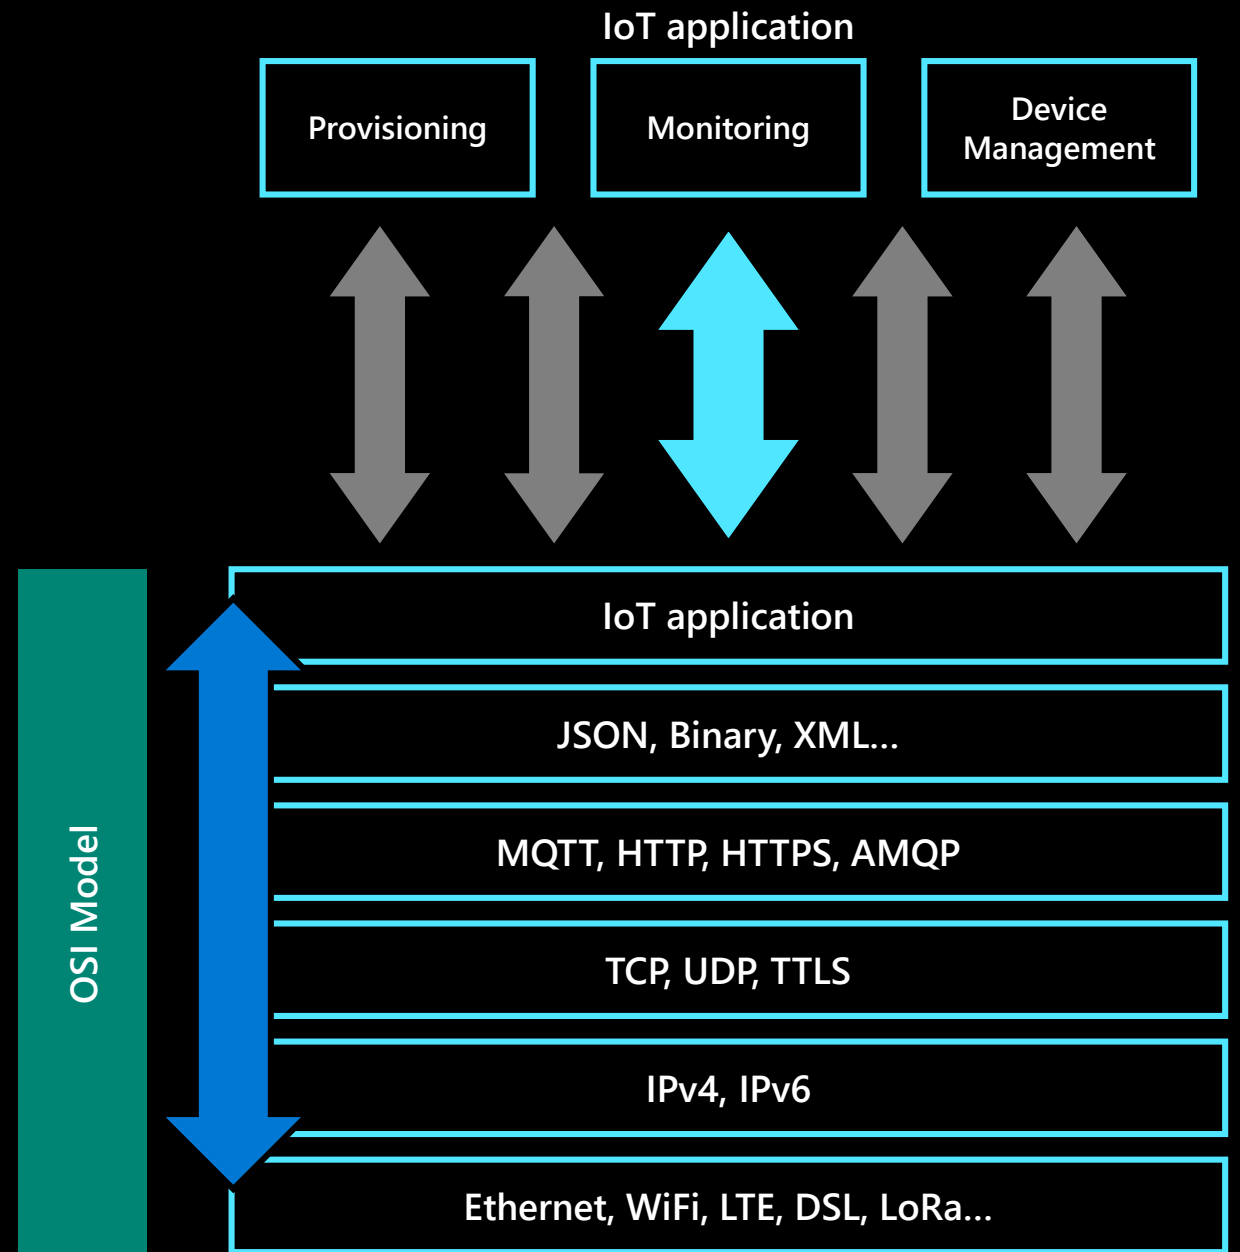 IoT application
Provisioning
Monitoring
Device
Management
IoT application
JSON, Binary, XML...
MQTT, HTTP, HTTPS, AMQP
TCP, UDP, TTLS
IPv4, IPv6
Ethernet, WiFi, LTE, DSL, LoRa...
OSI Model